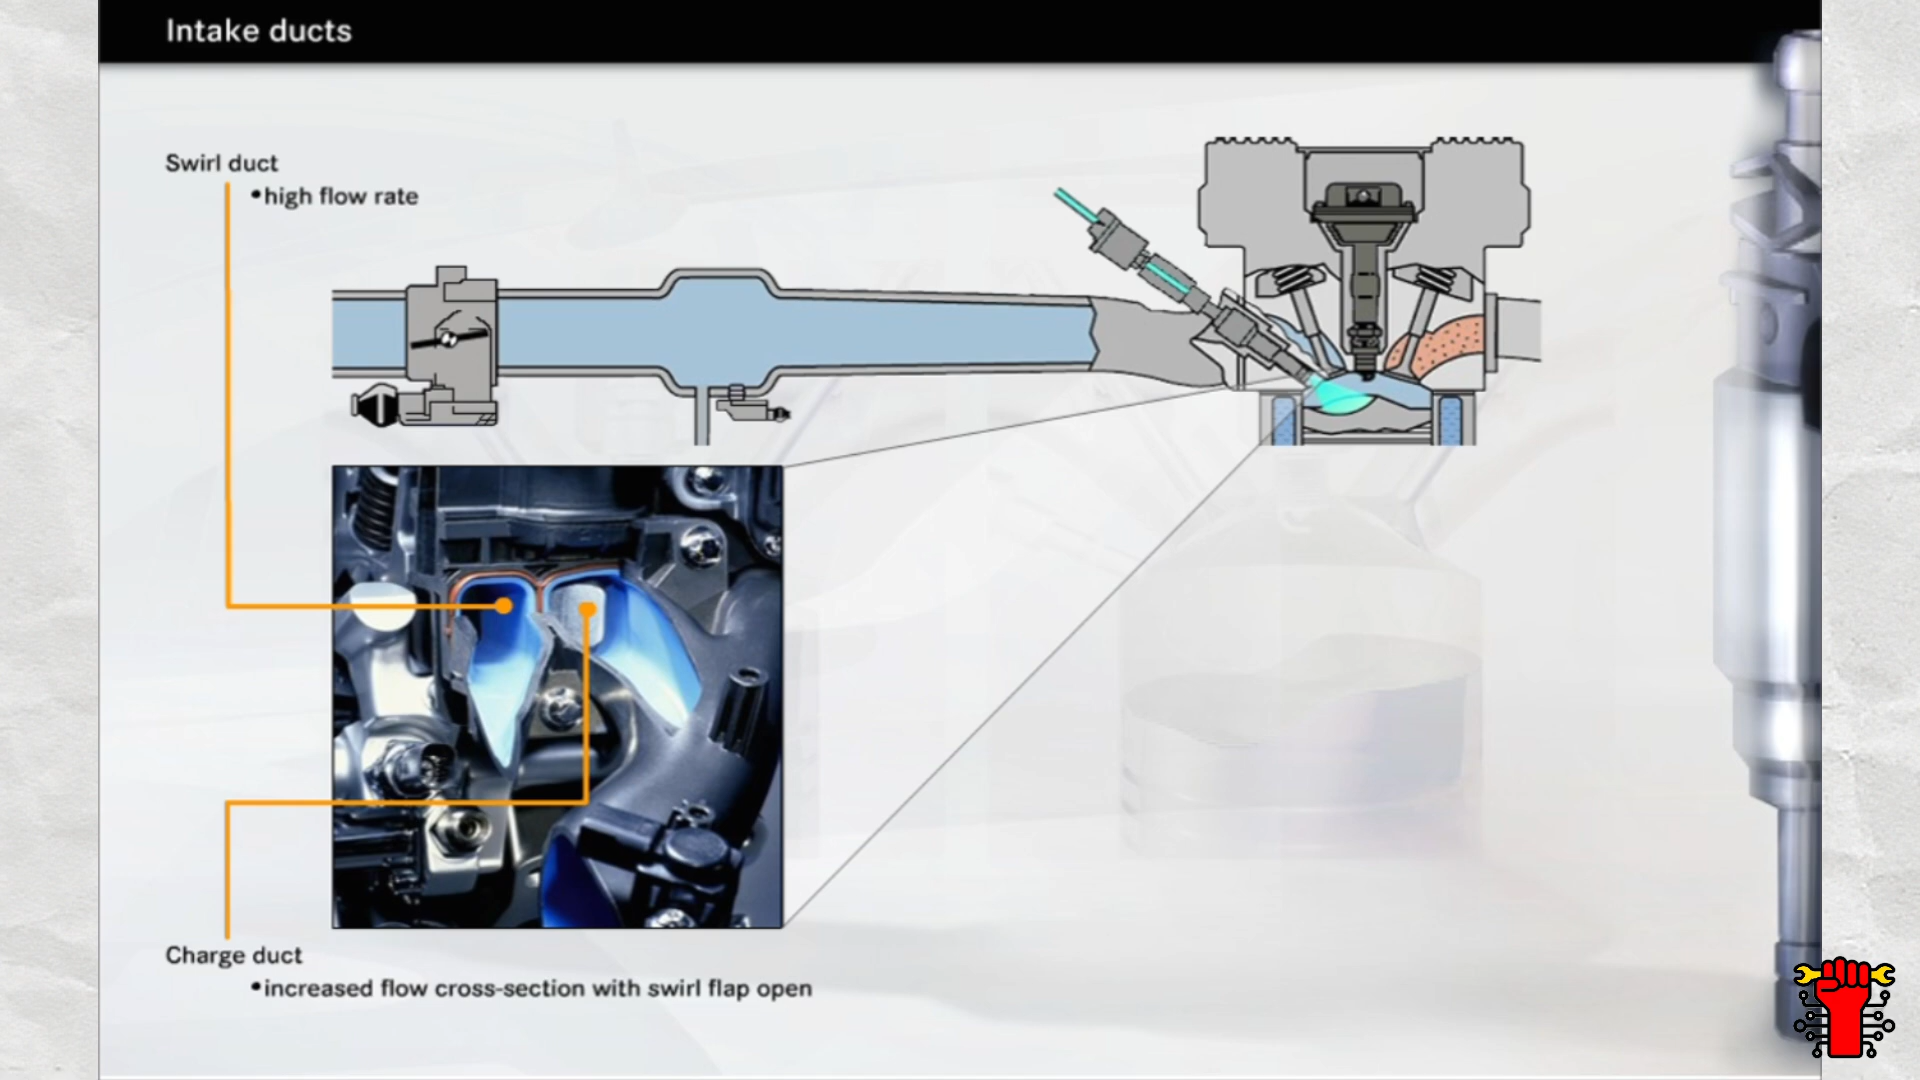 Intake ducts
Swirl duct
•high flow rate
Charge duct
•increased flow cross-section with swirl flap open